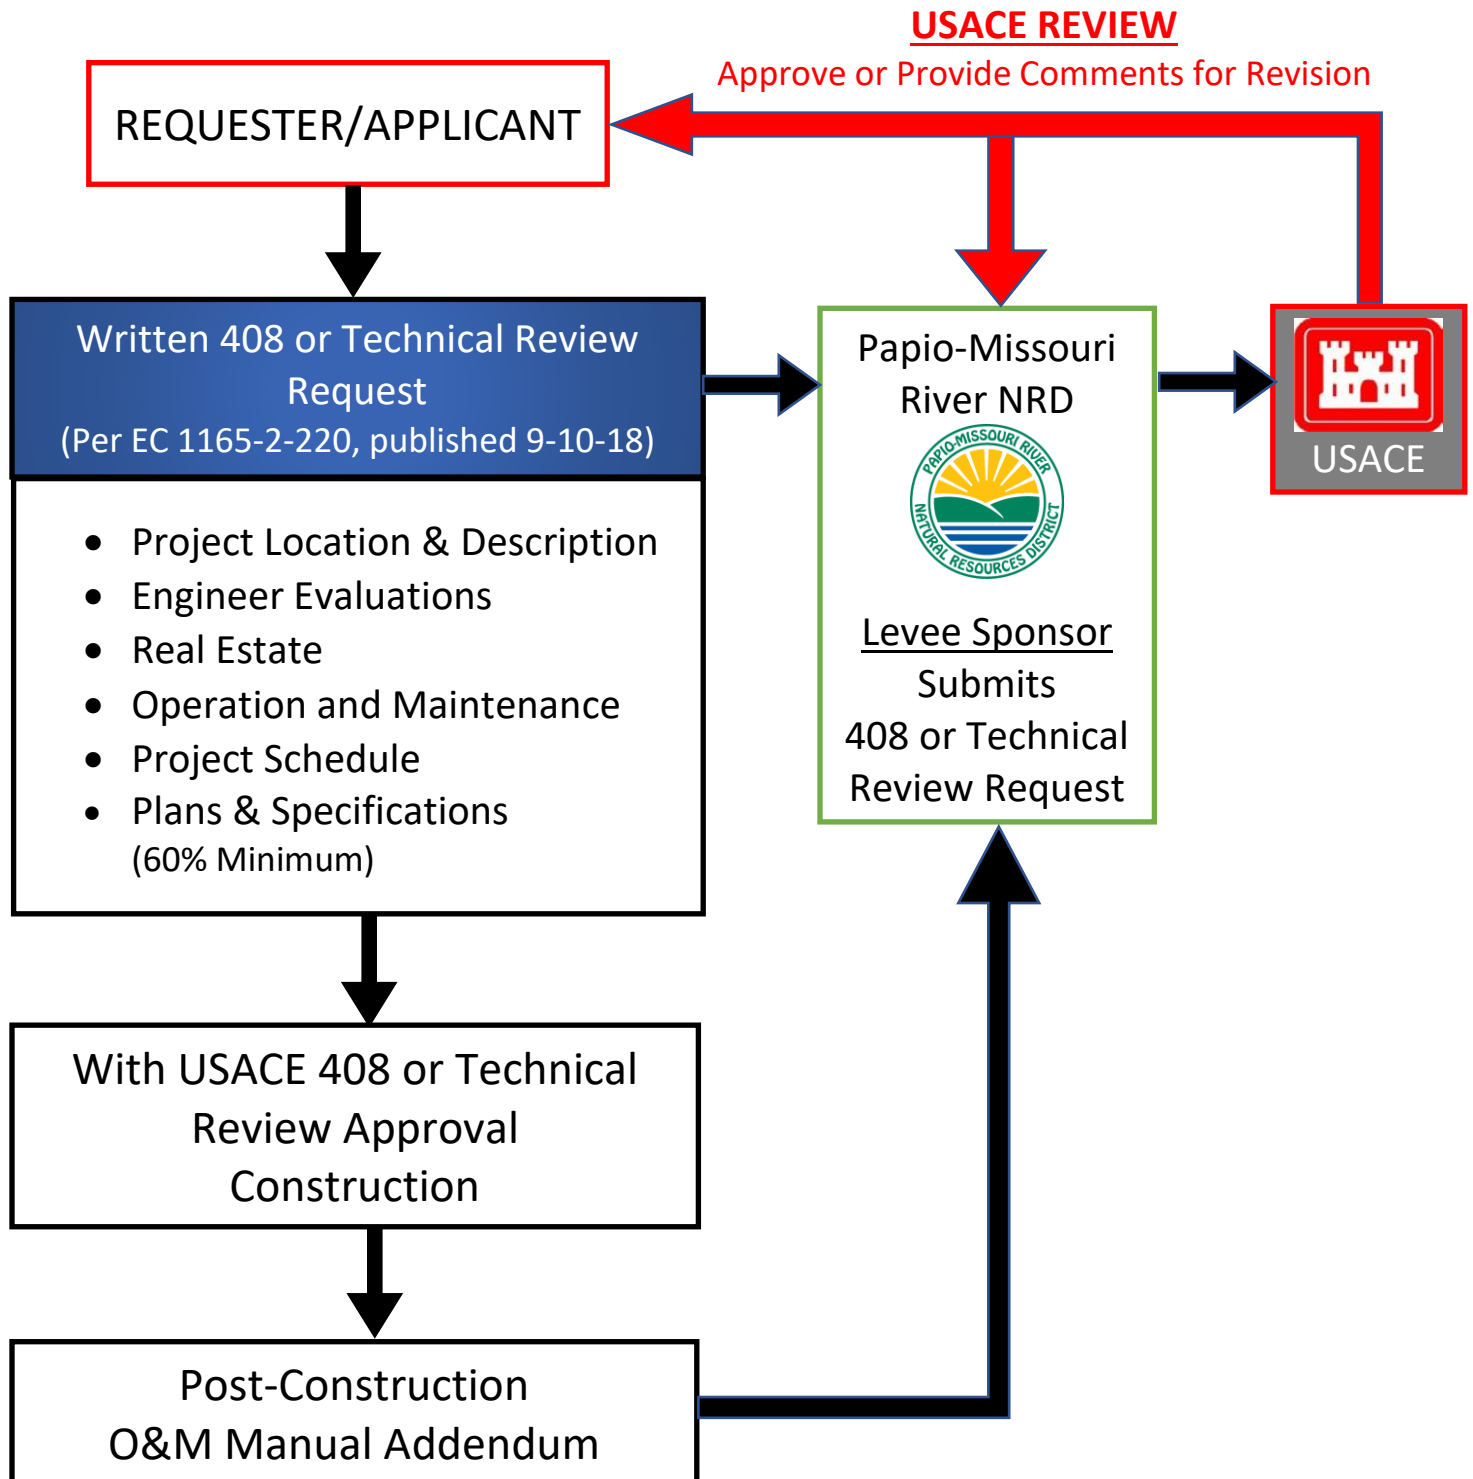 USACE REVIEW
Approve or Provide Comments for Revision
REQUESTER/APPLICANT
Written 408 or Technical Review
Request
(Per EC 1165-2-220, published 9-10-18)
• Project Location & Description
• Engineer Evaluations
• Real Estate
• Operation and Maintenance
• Project Schedule
• Plans & Specifications
(60% Minimum)
Papio-Missouri
River NRD
PAPIO-MISSOURI RIVER
NATURAL RESOURCES DISTRICT
Levee Sponsor
Submits
408 or Technical
Review Request
USACE
With USACE 408 or Technical
Review Approval
Construction
Post-Construction
O&M Manual Addendum